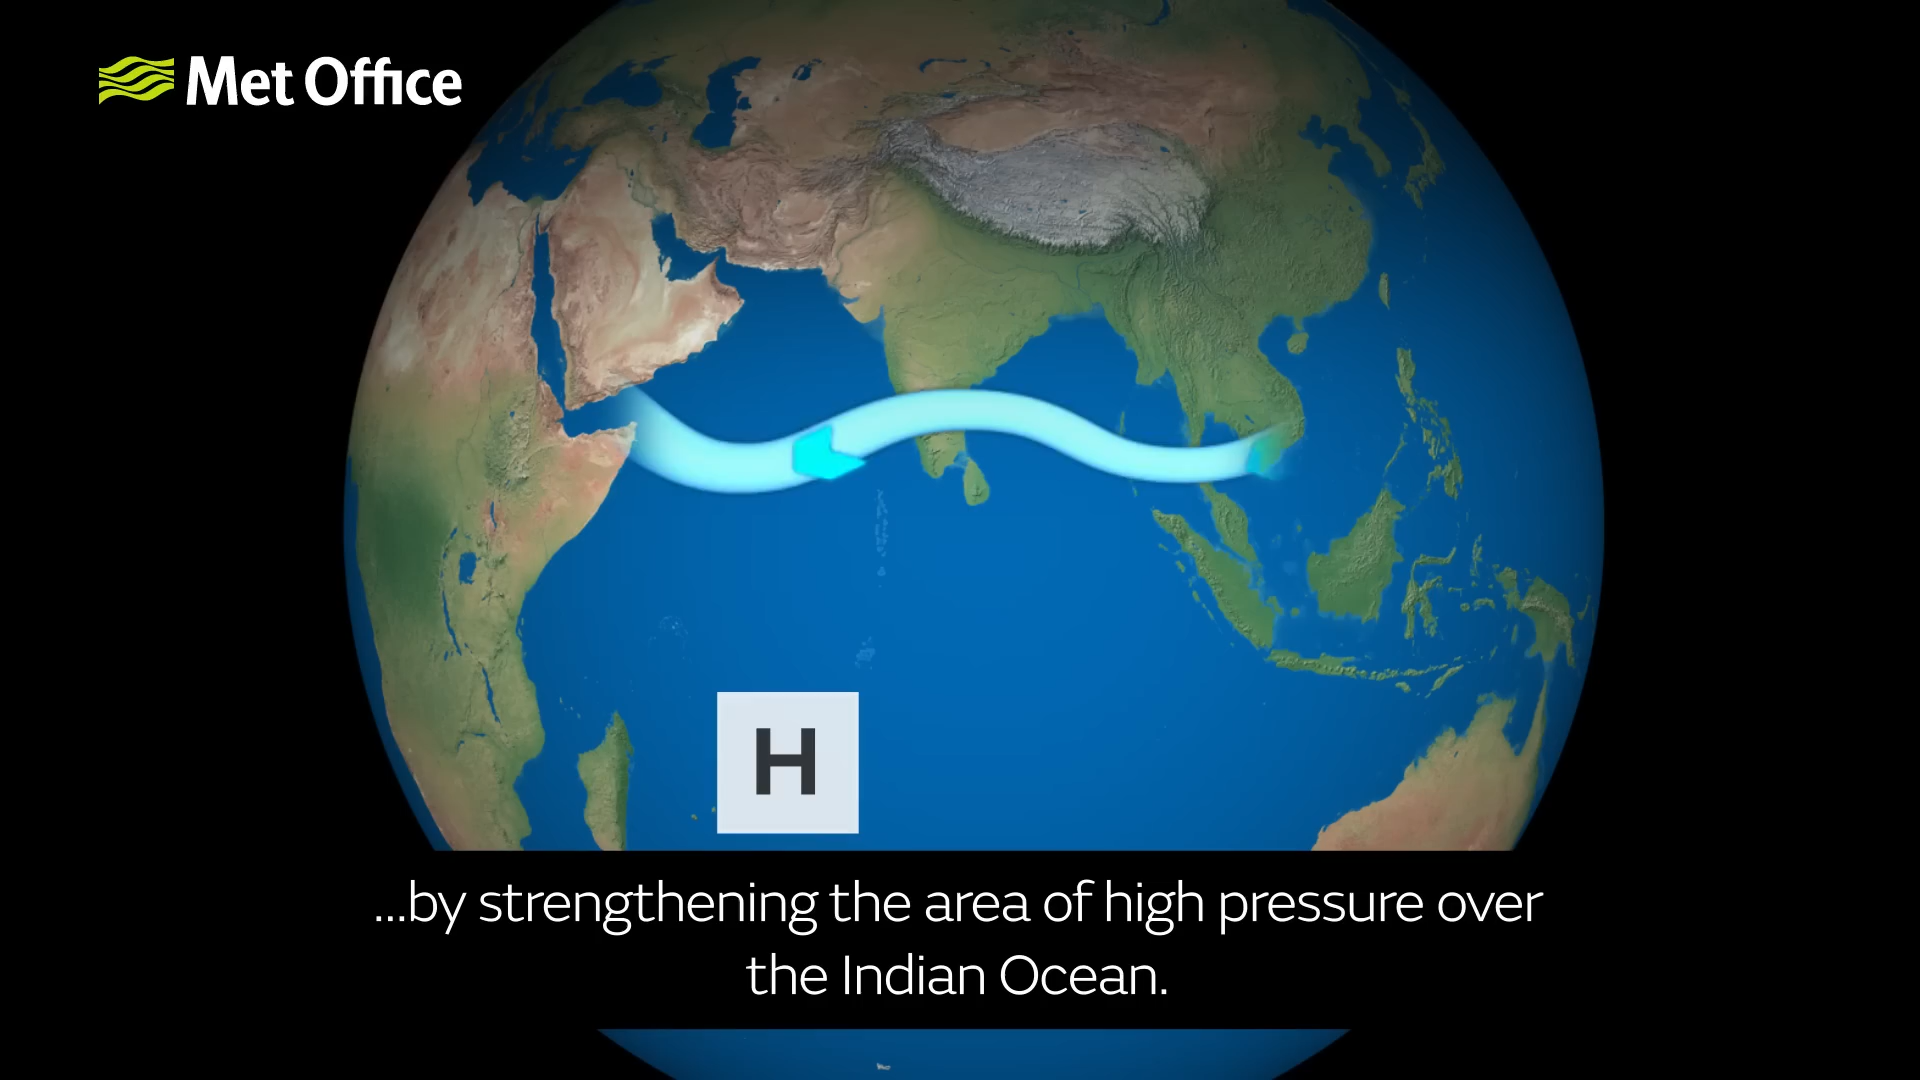 Met Office
H
...by strengthening the area of high pressure over
the Indian Ocean.